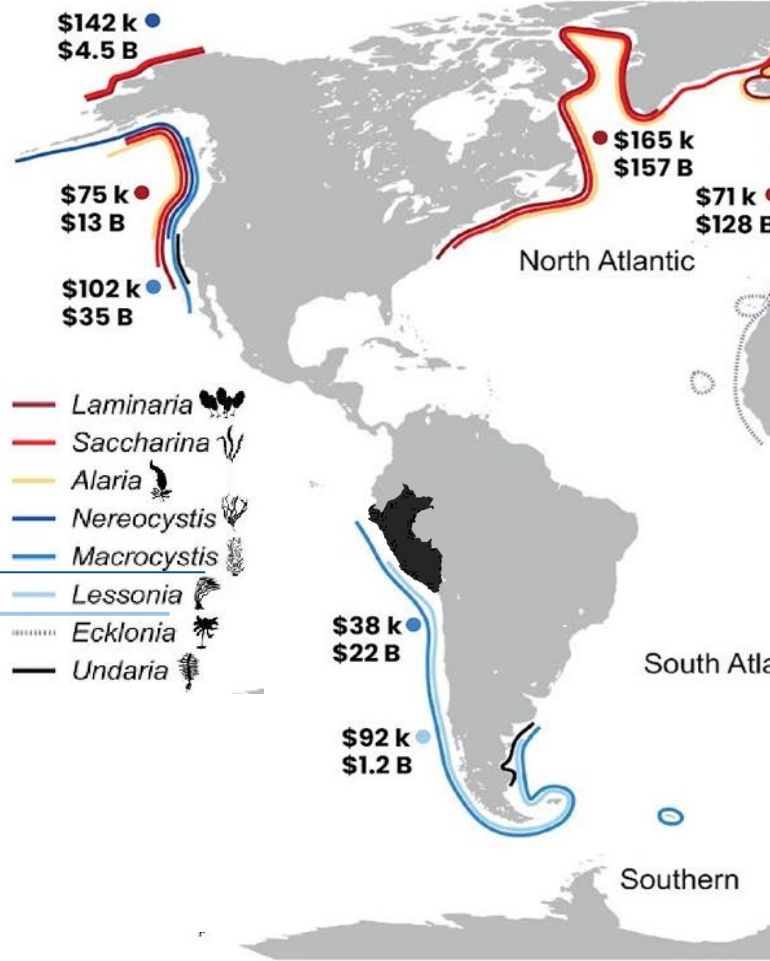 $142 k
$4.5 B
$165 k
$157 B
$75 k
$13 B
$71 k
$128 B
North Atlantic
$102 k
$35 B
Laminaria
Saccharina
Alaria
Nereocystis
Macrocystis
Lessonia
Ecklonia
Undaria
$38 k
$22 B
South Atla
$92 k
$1.2 B
Southern